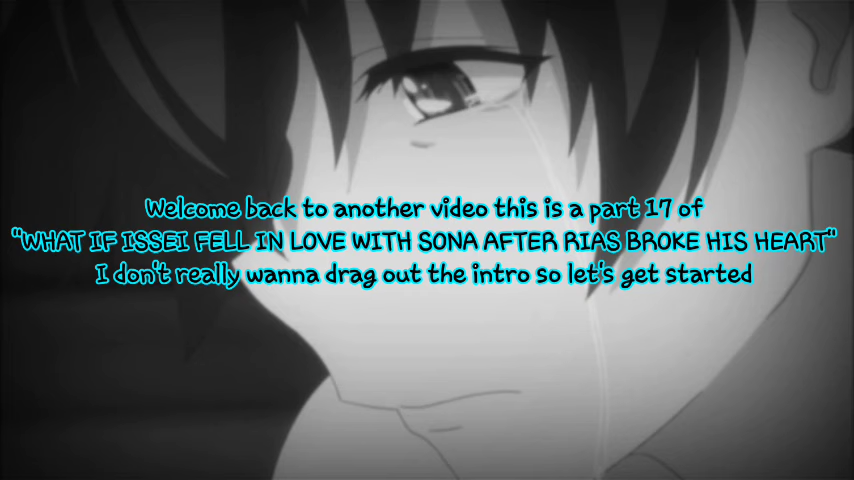 Welcome back to another video this is a part 17 of
"WHAT IF ISSEI FELL IN LOVE WITH SONA AFTER RIAS BROKE HIS HEART"
I don't really wanna drag out the intro so let's get started